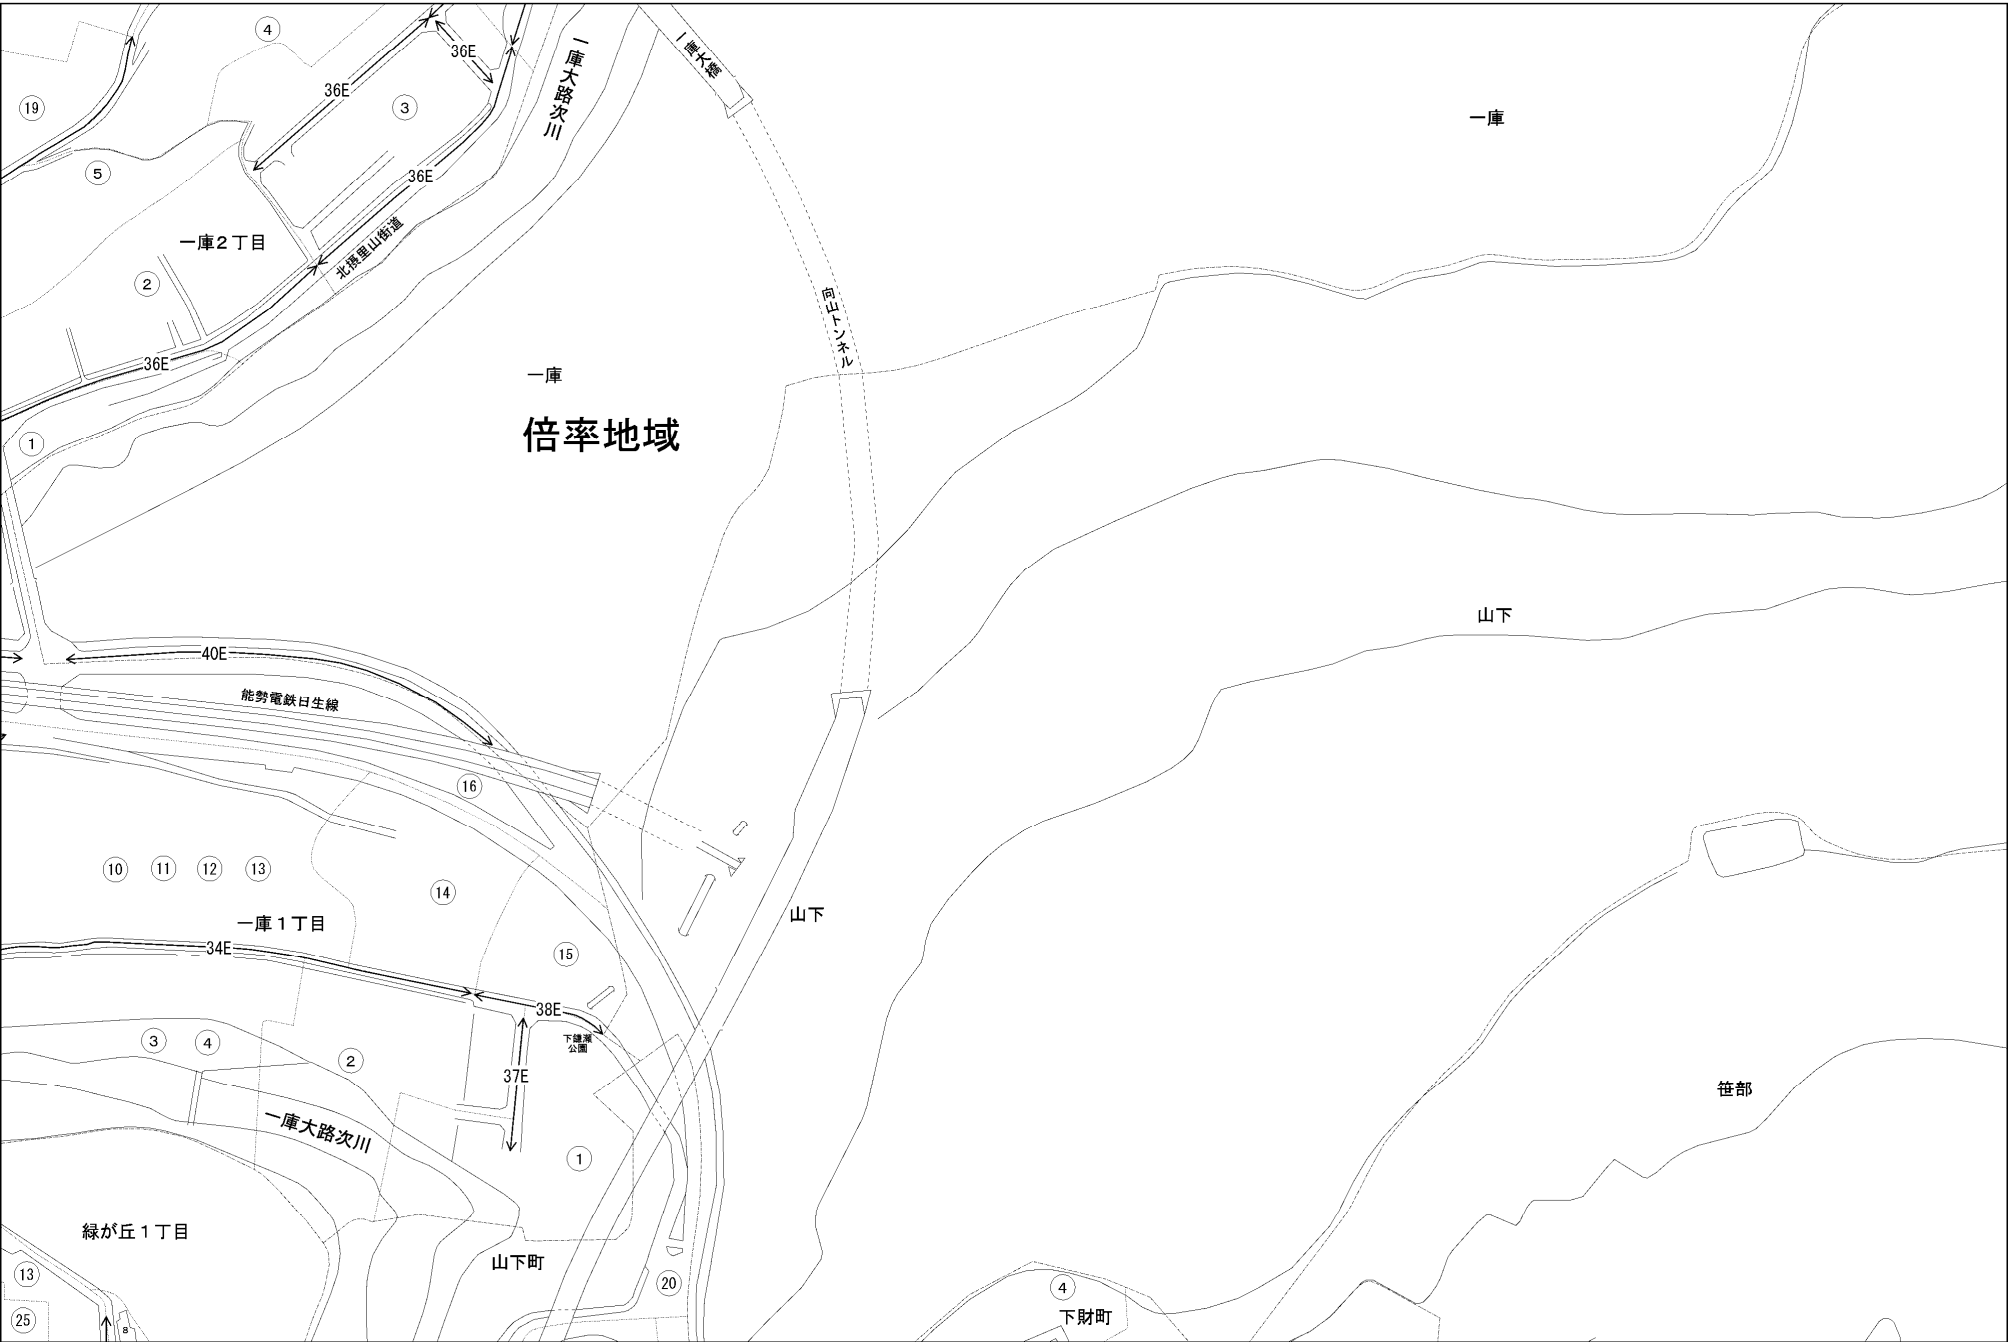 ④
36E
一庫大路次川
一庫大橋
36E
③
⑲
一庫
36E
⑤
北摂里山街道
一庫2丁目
②
向山トンネル
36E
一庫
倍率地域
①
山下
40E
能勢電鉄日生線
⑯
⑩
⑪
⑫
⑬
⑭
山下
一庫1丁目
34E
⑮
38E
下鍵瀬
公園
③
④
②
37E
笹部
一庫大路次川
①
緑が丘1丁目
山下町
⑬
⑳
④
下財町
㉕
8